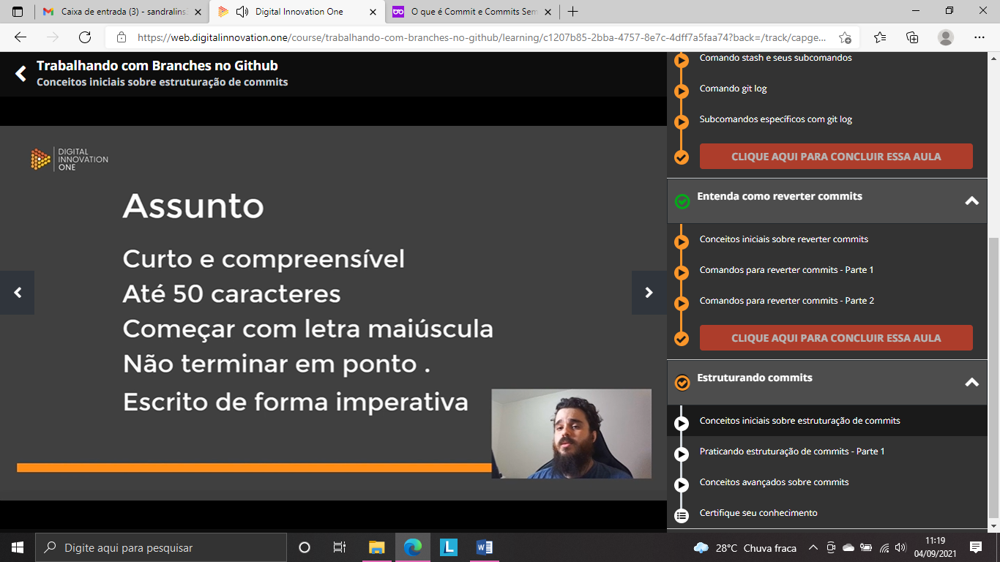 Caixa de entrada (3) - sandralins
Digital Innovation One
O que é Commit e Commits Sem
https://web.digitalinnovation.one/course/trabalhando-com-branches-no-github/learning/c1207b85-2bba-4757-8e7c-4dff7a5faa74?back=/track/capge...
Trabalhando com Branches no Github
Conceitos iniciais sobre estruturação de commits
DIGITAL
INNOVATION
ONE
Assunto
Curto e compreensível
Até 50 caracteres
Começar com letra maiúscula
Não terminar em ponto .
Escrito de forma imperativa
Comando stash e seus subcomandos
Comando git log
Subcomandos específicos com git log
CLIQUE AQUI PARA CONCLUIR ESSA AULA
Entenda como reverter commits
Conceitos iniciais sobre reverter commits
Comandos para reverter commits - Parte 1
Comandos para reverter commits - Parte 2
CLIQUE AQUI PARA CONCLUIR ESSA AULA
Estruturando commits
Conceitos iniciais sobre estruturação de commits
Praticando estruturação de commits - Parte 1
Conceitos avançados sobre commits
Certifique seu conhecimento
Digite aqui para pesquisar
L
W
28°C Chuva fraca
11:19
04/09/2021